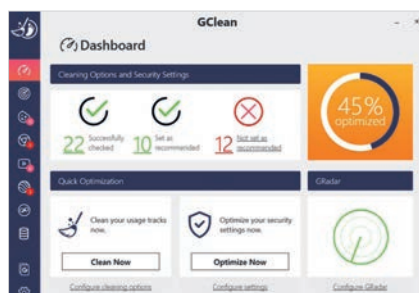 GClean
Dashboard
Cleaning Options and Security Settings
22 Successfully checked
10 Set as recommended
12 Not set as recommended
45%
optimized
Quick Optimization
GRadar
Clean your usage tracks
now.
Optimize your security
settings now.
Clean Now
Optimize Now
Configure cleaning options
Configure settings
Configure GRadar